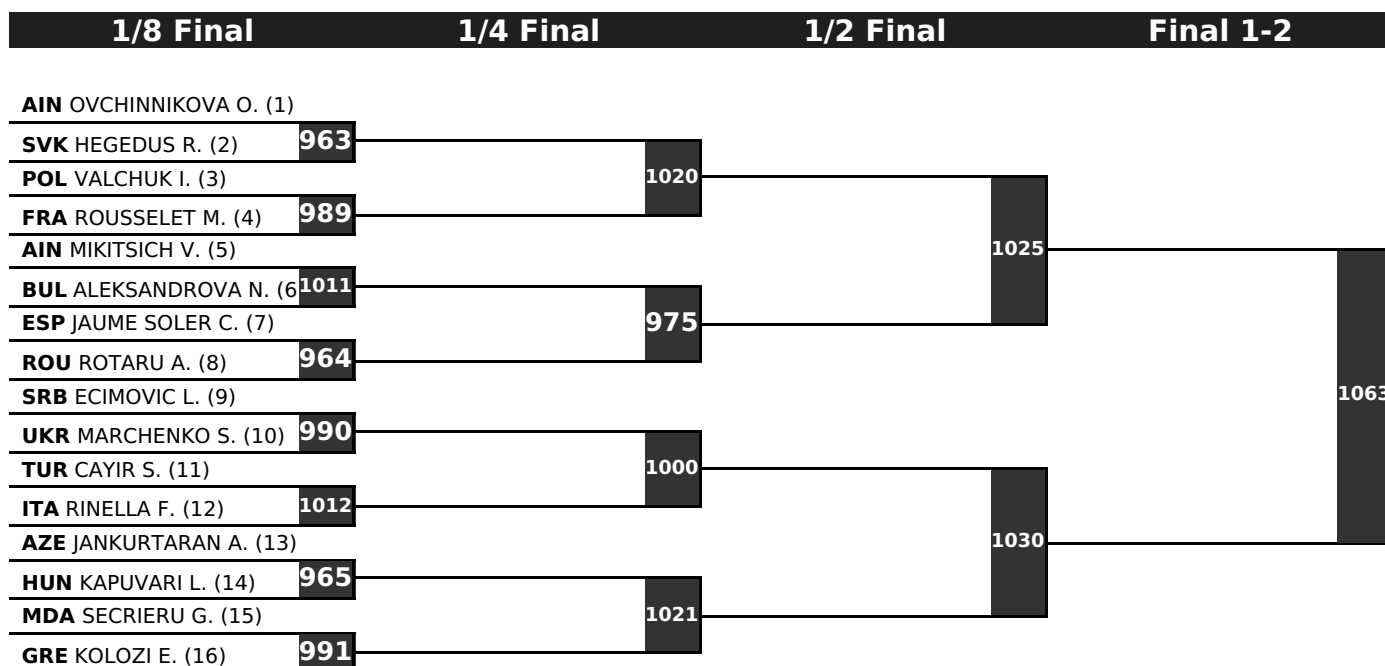 1/8 Final 1/4 Final 1/2 Final Final 1-2
AIN OVCHINNIKOVA O. (1)
SVK HEGEDUS R. (2) 963
1020
POL VALCHUK I. (3)
FRA ROUSSELET M. (4) 989
1025
AIN MIKITSICH V. (5)
BUL ALEKSANDROVA N. (6 1011
975
ESP JAUME SOLER C. (7)
ROU ROTARU A. (8) 964
1063
SRB ECIMOVIC L. (9)
UKR MARCHENKO S. (10) 990
1000
TUR CAYIR S. (11)
ITA RINELLA F. (12) 1012
1030
AZE JANKURTARAN A. (13)
HUN KAPUVARI L. (14) 965
1021
MDA SECRIERU G. (15)
GRE KOLOZI E. (16) 991